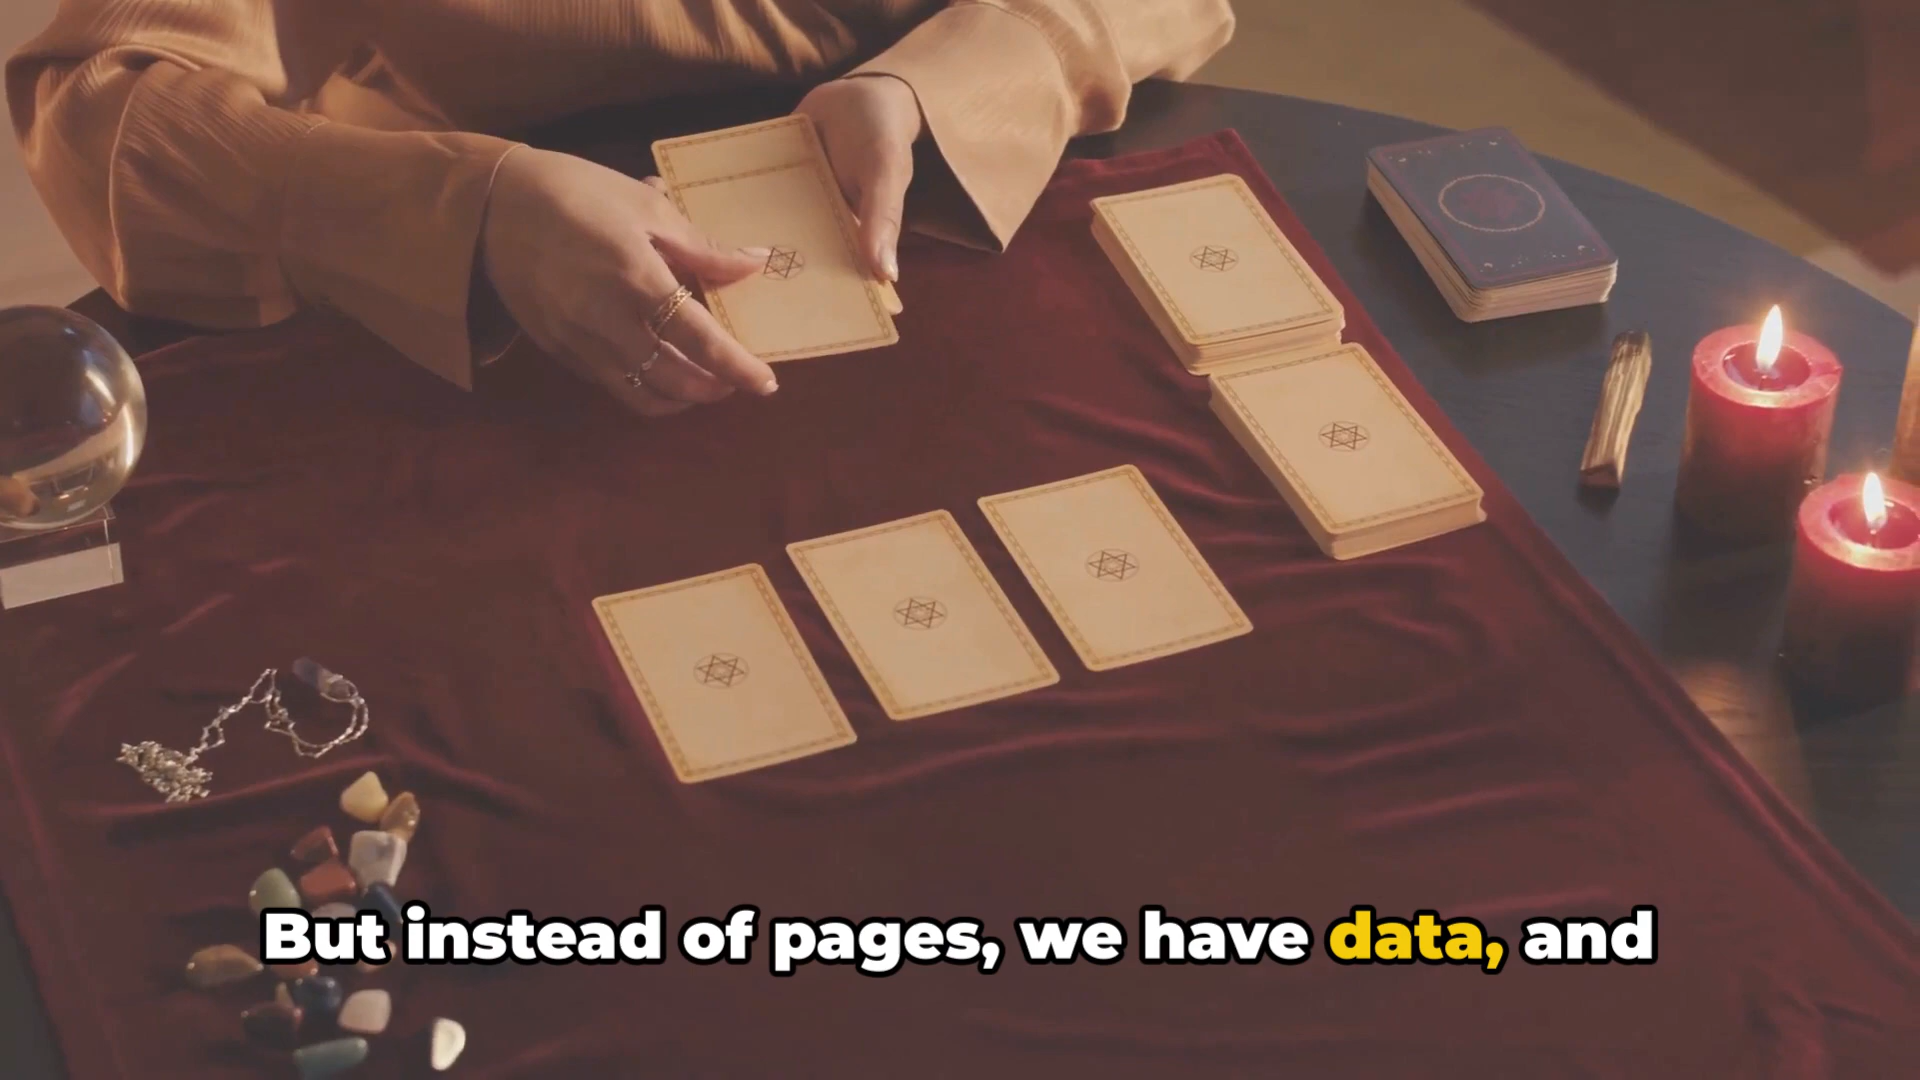 But instead of pages, we have data, and